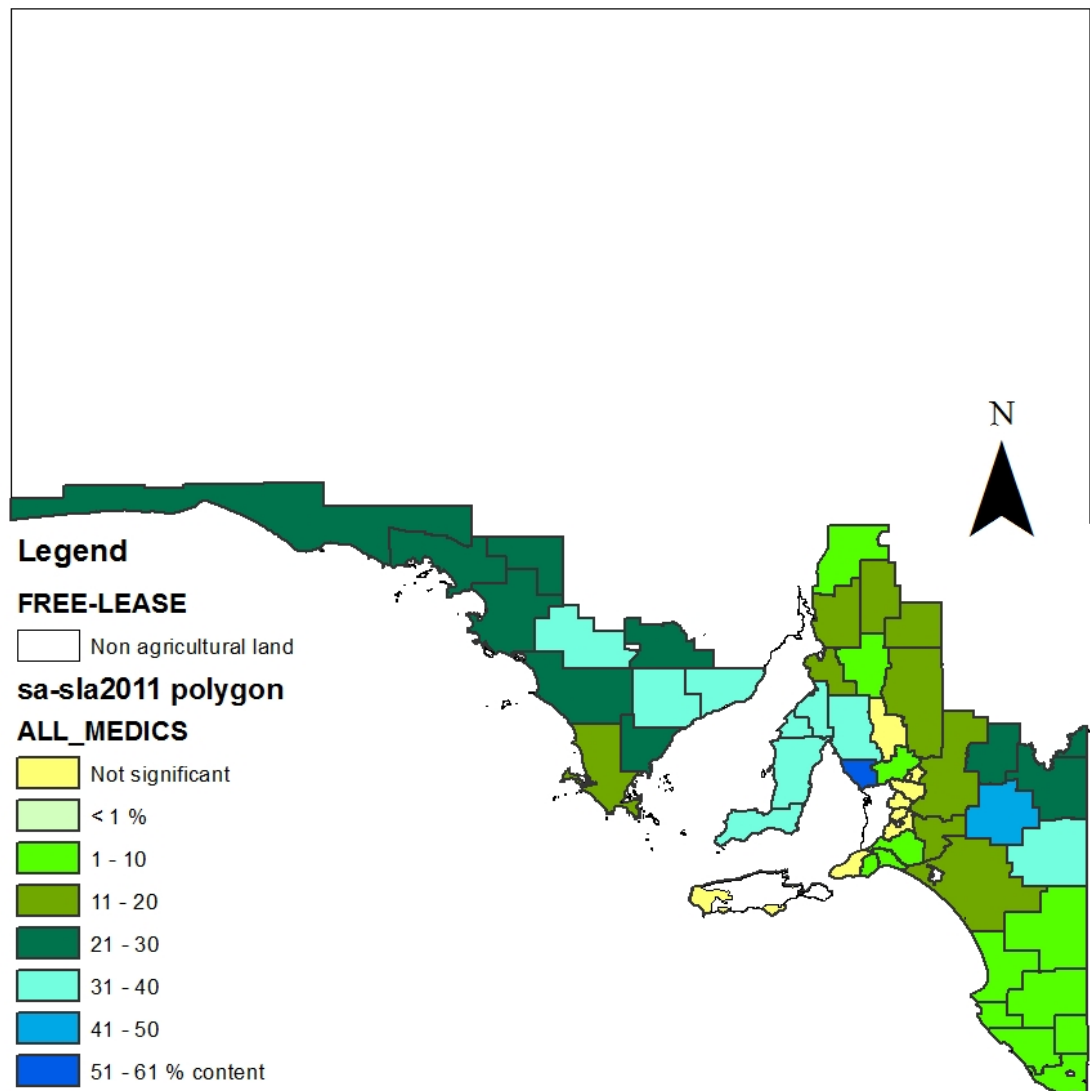 N
Legend
FREE-LEASE
Non agricultural land
sa-sla2011 polygon
ALL_MEDICS
Not significant
< 1 %
1 - 10
11 - 20
21 - 30
31 - 40
41 - 50
51 - 61 % content